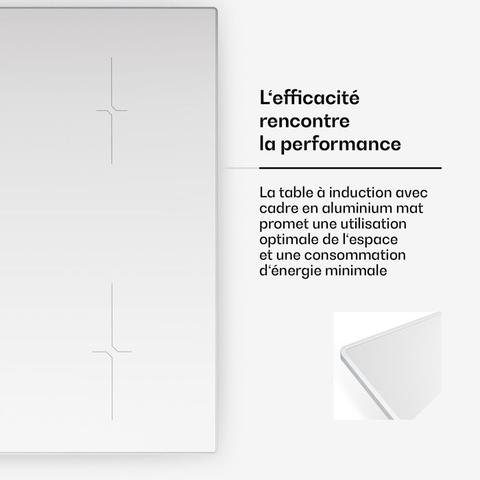 L‘efficacité
rencontre
la performance
La table à induction avec
cadre en aluminium mat
promet une utilisation
optimale de l‘espace
et une consommation
d‘énergie minimale